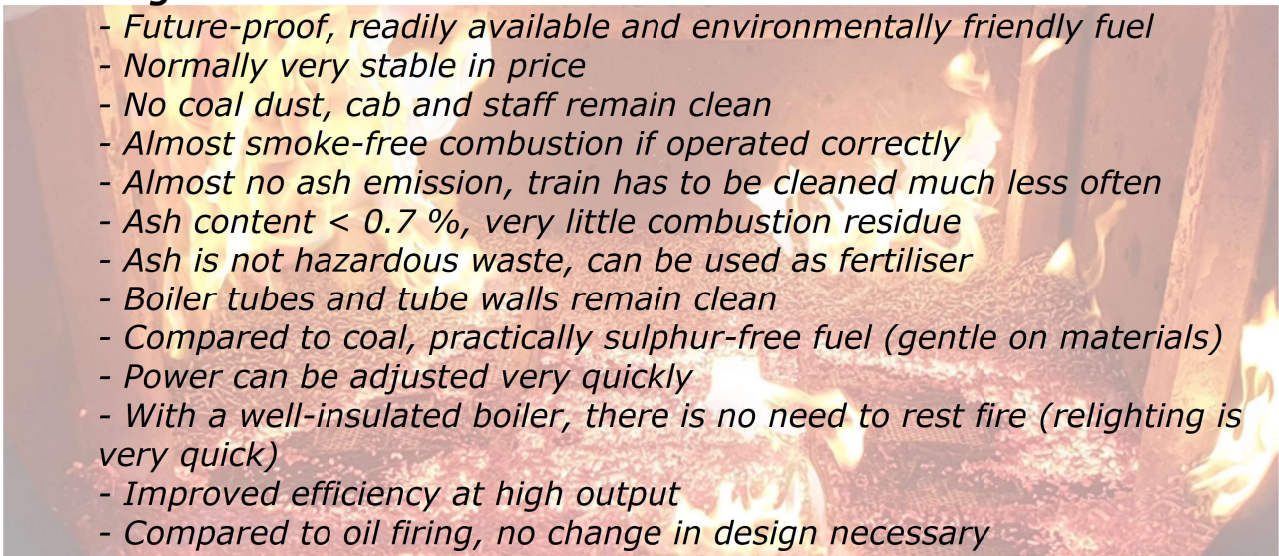 - Future-proof, readily available and environmentally friendly fuel
- Normally very stable in price
- No coal dust, cab and staff remain clean
- Almost smoke-free combustion if operated correctly
- Almost no ash emission, train has to be cleaned much less often
- Ash content < 0.7 %, very little combustion residue
- Ash is not hazardous waste, can be used as fertiliser
- Boiler tubes and tube walls remain clean
- Compared to coal, practically sulphur-free fuel (gentle on materials)
- Power can be adjusted very quickly
- With a well-insulated boiler, there is no need to rest fire (relighting is
very quick)
- Improved efficiency at high output
- Compared to oil firing, no change in design necessary